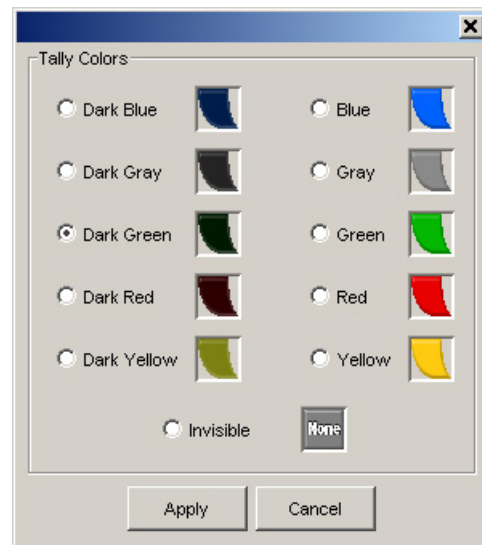 Tally Colors
Dark Blue Blue
Dark Gray Gray
Dark Green Green
Dark Red Red
Dark Yellow Yellow
Invisible None
Apply Cancel